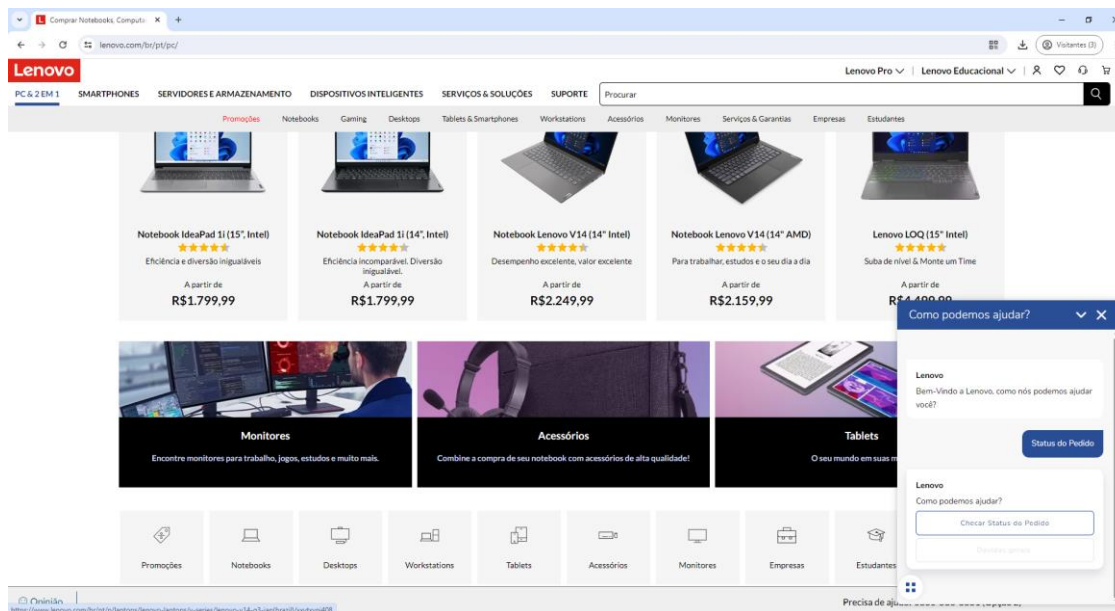 Comprar Notebooks, Computa
lenovo.com/br/pt/pc/
Visitantes (3)
Lenovo
Lenovo Pro
Lenovo Educacional
PC & 2 EM 1
SMARTPHONES
SERVIDORES E ARMAZENAMENTO
DISPOSITIVOS INTELIGENTES
SERVIÇOS & SOLUÇÕES
SUPORTE
Procurar
Promoções
Notebooks
Gaming
Desktops
Tablets & Smartphones
Workstations
Acessórios
Monitores
Serviços & Garantias
Empresas
Estudantes
Notebook IdeaPad 1i (15", Intel)
Eficiência e diversão inigualáveis
A partir de
R$1.799,99
Notebook IdeaPad 1i (14", Intel)
Eficiência incomparável. Diversão
inigualável.
A partir de
R$1.799,99
Notebook Lenovo V14 (14" Intel)
Desempenho excelente, valor excelente
A partir de
R$2.249,99
Notebook Lenovo V14 (14" AMD)
Para trabalhar, estudos e o seu dia a dia
A partir de
R$2.159,99
Lenovo LOQ (15" Intel)
Suba de nível & Monte um Time
A partir de
R$4.499,99
Monitores
Encontre monitores para trabalho, jogos, estudos e muito mais.
Acessórios
Combine a compra de seu notebook com acessórios de alta qualidade!
Tablets
O seu mundo em suas m
Promoções
Notebooks
Desktops
Workstations
Tablets
Acessórios
Monitores
Empresas
Estudantes
Como podemos ajudar?
Lenovo
Bem-Vindo a Lenovo, como nós podemos ajudar
você?
Status do Pedido
Lenovo
Como podemos ajudar?
Checar Status do Pedido
Opinião
Precisa de aju